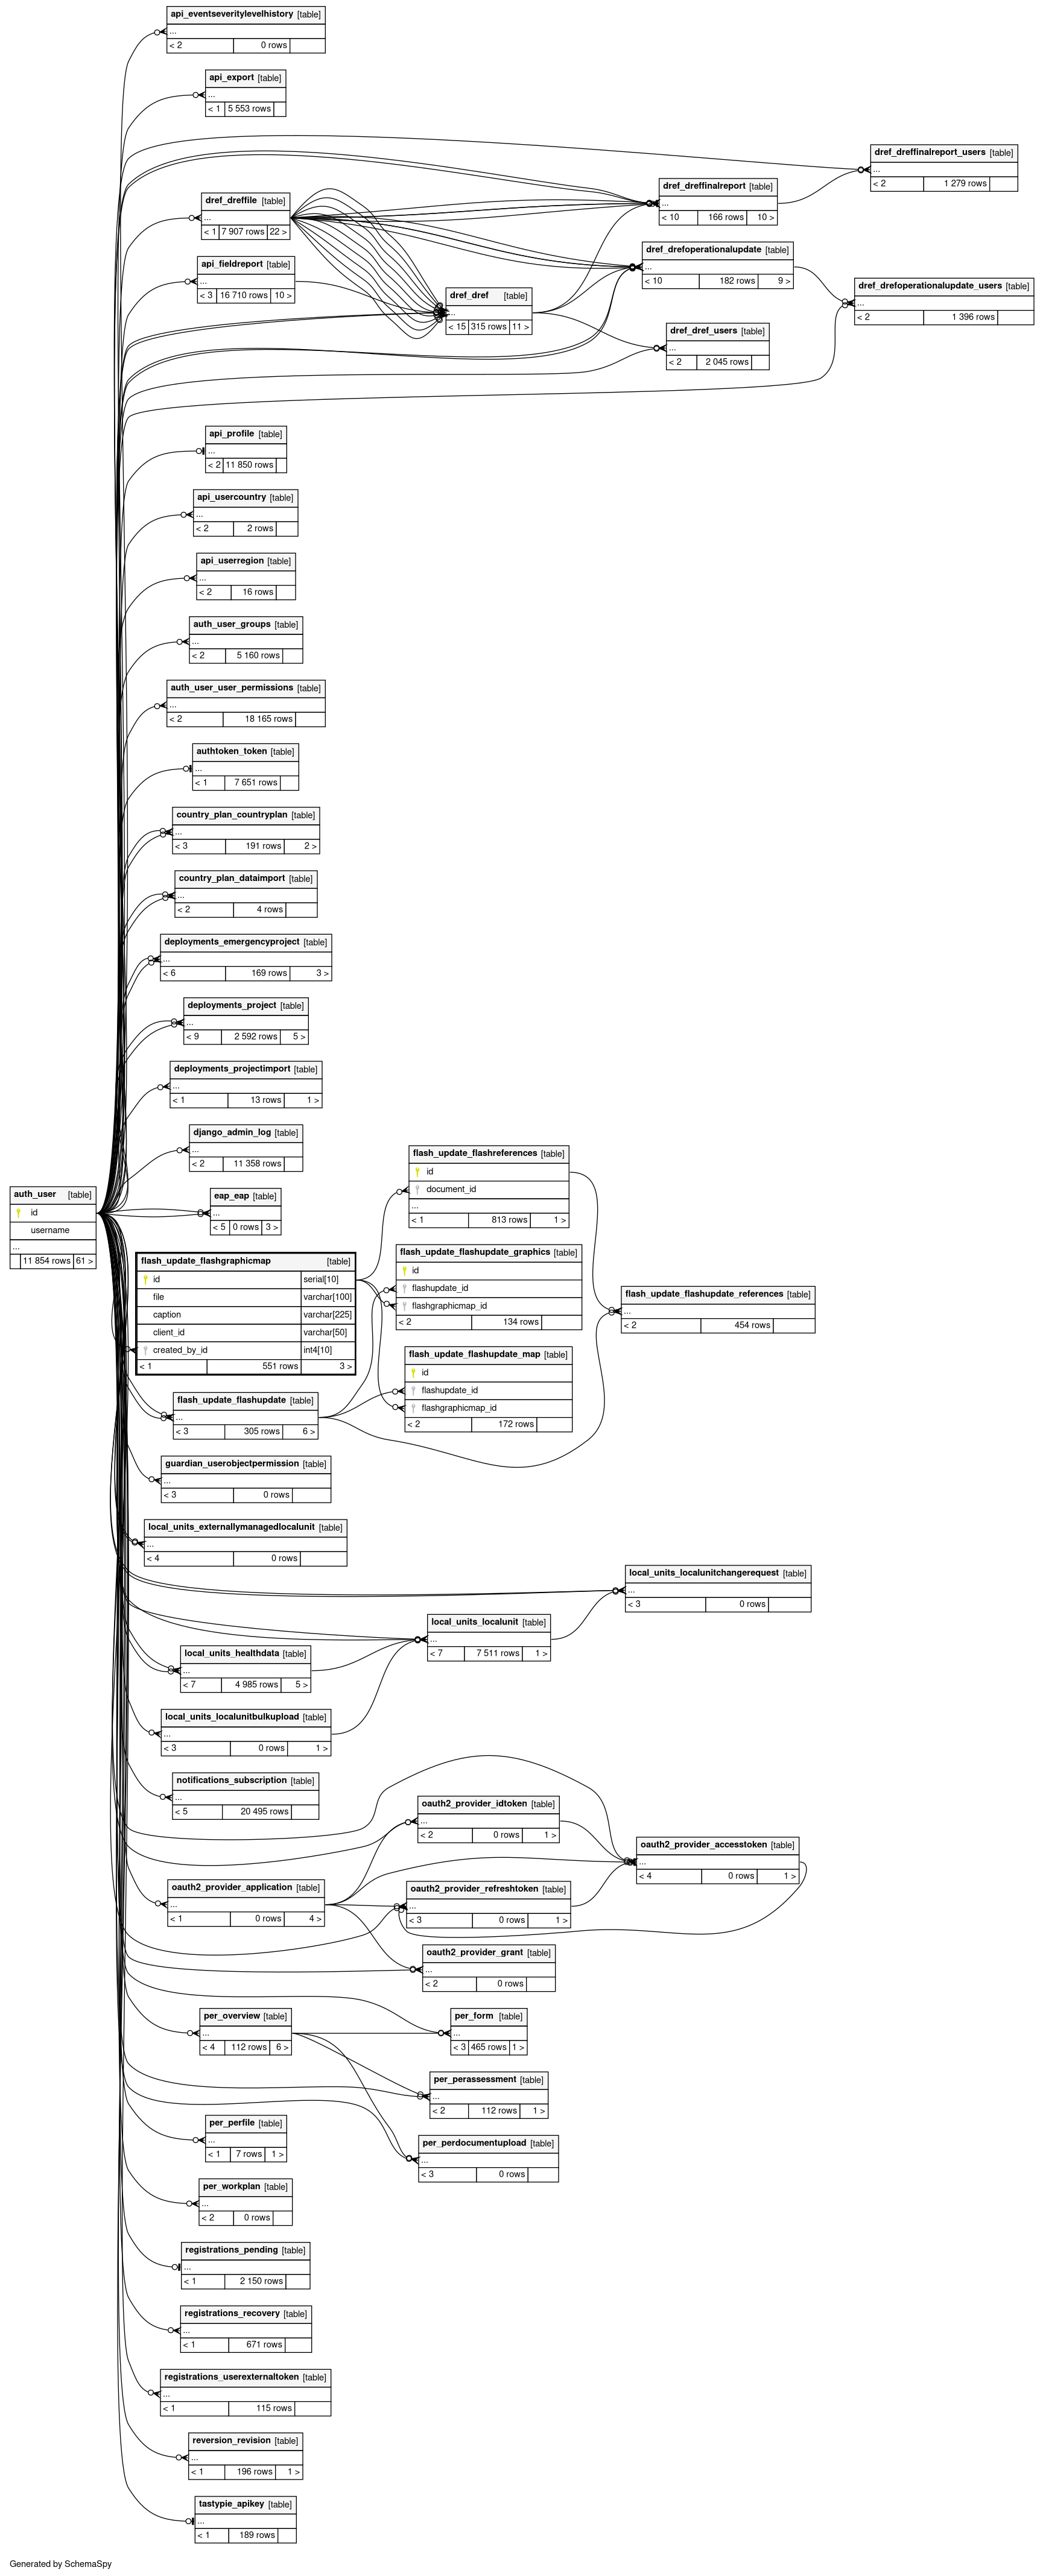 api_eventseveritylevelhistory [table]
...
< 2 0 rows
api_export [table]
...
< 1 5 553 rows
dref_dreffinalreport_users [table]
...
< 2 1 279 rows
dref_dreffinalreport [table]
...
< 10 166 rows 10 >
dref_dreffile [table]
...
< 1 7 907 rows 22 >
dref_drefoperationalupdate [table]
...
< 10 182 rows 9 >
api_fieldreport [table]
...
< 3 16 710 rows 10 >
dref_drefoperationalupdate_users [table]
...
< 2 1 396 rows
dref_dref [table]
...
< 15 315 rows 11 >
dref_dref_users [table]
...
< 2 2 045 rows
api_profile [table]
...
< 2 11 850 rows
api_usercountry [table]
...
< 2 2 rows
api_userregion [table]
...
< 2 16 rows
auth_user_groups [table]
...
< 2 5 160 rows
auth_user_user_permissions [table]
...
< 2 18 165 rows
authtoken_token [table]
...
< 1 7 651 rows
country_plan_countryplan [table]
...
< 3 191 rows 2 >
country_plan_dataimport [table]
...
< 2 4 rows
deployments_emergencyproject [table]
...
< 6 169 rows 3 >
deployments_project [table]
...
< 9 2 592 rows 5 >
deployments_projectimport [table]
...
< 1 13 rows 1 >
django_admin_log [table]
...
< 2 11 358 rows
flash_update_flashreferences [table]
id
document_id
...
< 1 813 rows 1 >
auth_user [table]
id
username
...
11 854 rows 61 >
eap_eap [table]
...
< 5 0 rows 3 >
flash_update_flashgraphicmap [table]
id serial[10]
file varchar[100]
caption varchar[225]
client_id varchar[50]
created_by_id int4[10]
< 1 551 rows 3 >
flash_update_flashupdate_graphics [table]
id
flashupdate_id
flashgraphicmap_id
< 2 134 rows
flash_update_flashupdate_references [table]
...
< 2 454 rows
flash_update_flashupdate_map [table]
id
flashupdate_id
flashgraphicmap_id
< 2 172 rows
flash_update_flashupdate [table]
...
< 3 305 rows 6 >
guardian_userobjectpermission [table]
...
< 3 0 rows
local_units_externallymanagedlocalunit [table]
...
< 4 0 rows
local_units_localunitchangerequest [table]
...
< 3 0 rows
local_units_localunit [table]
...
< 7 7 511 rows 1 >
local_units_healthdata [table]
...
< 7 4 985 rows 5 >
local_units_localunitbulkupload [table]
...
< 3 0 rows 1 >
notifications_subscription [table]
...
< 5 20 495 rows
oauth2_provider_idtoken [table]
...
< 2 0 rows 1 >
oauth2_provider_accesstoken [table]
...
< 4 0 rows 1 >
oauth2_provider_application [table]
...
< 1 0 rows 4 >
oauth2_provider_refreshtoken [table]
...
< 3 0 rows 1 >
oauth2_provider_grant [table]
...
< 2 0 rows
per_overview [table]
...
< 4 112 rows 6 >
per_form [table]
...
< 3 465 rows 1 >
per_perassessment [table]
...
< 2 112 rows 1 >
per_perfile [table]
...
< 1 7 rows 1 >
per_perdocumentupload [table]
...
< 3 0 rows
per_workplan [table]
...
< 2 0 rows
registrations_pending [table]
...
< 1 2 150 rows
registrations_recovery [table]
...
< 1 671 rows
registrations_userexternaltoken [table]
...
< 1 115 rows
reversion_revision [table]
...
< 1 196 rows 1 >
tastypie_apikey [table]
...
< 1 189 rows
Generated by SchemaSpy